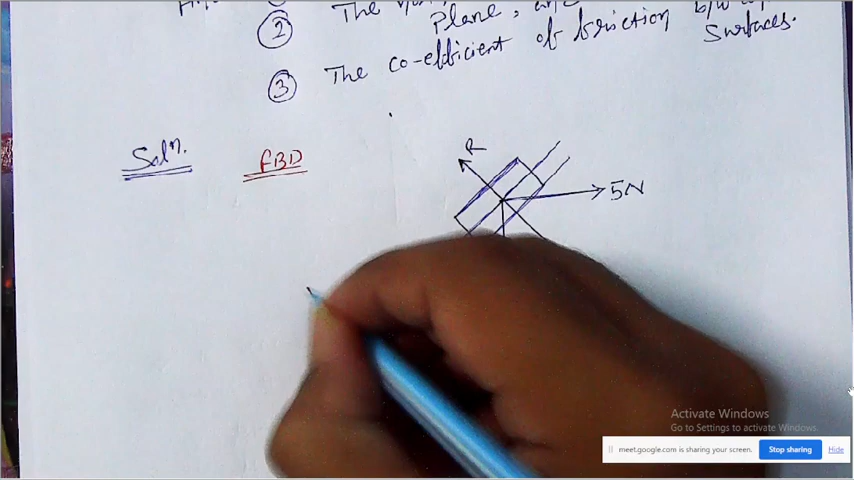 ② The
Plane,
③ The co-efficient of friction b/w
Surfaces.
Solⁿ. FBD
R
5N
Activate Windows
Go to Settings to activate Windows.
meet.google.com is sharing your screen. Stop sharing Hide